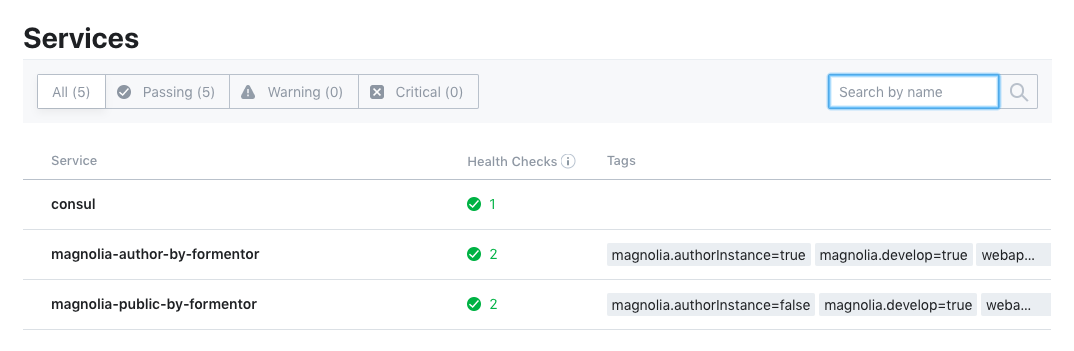 Services
All (5) Passing (5) Warning (0) Critical (0) Search by name
Service Health Checks Tags
consul 1
magnolia-author-by-formentor 2 magnolia.authorInstance=true magnolia.develop=true webap...
magnolia-public-by-formentor 2 magnolia.authorInstance=false magnolia.develop=true weba...